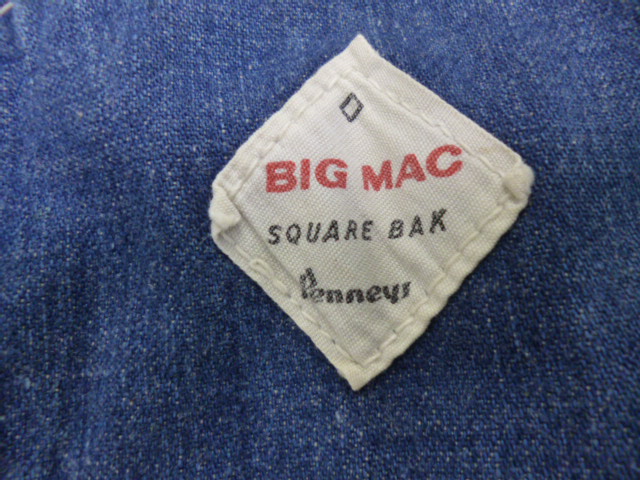 BIG MAC
SQUARE BAK
Penneys